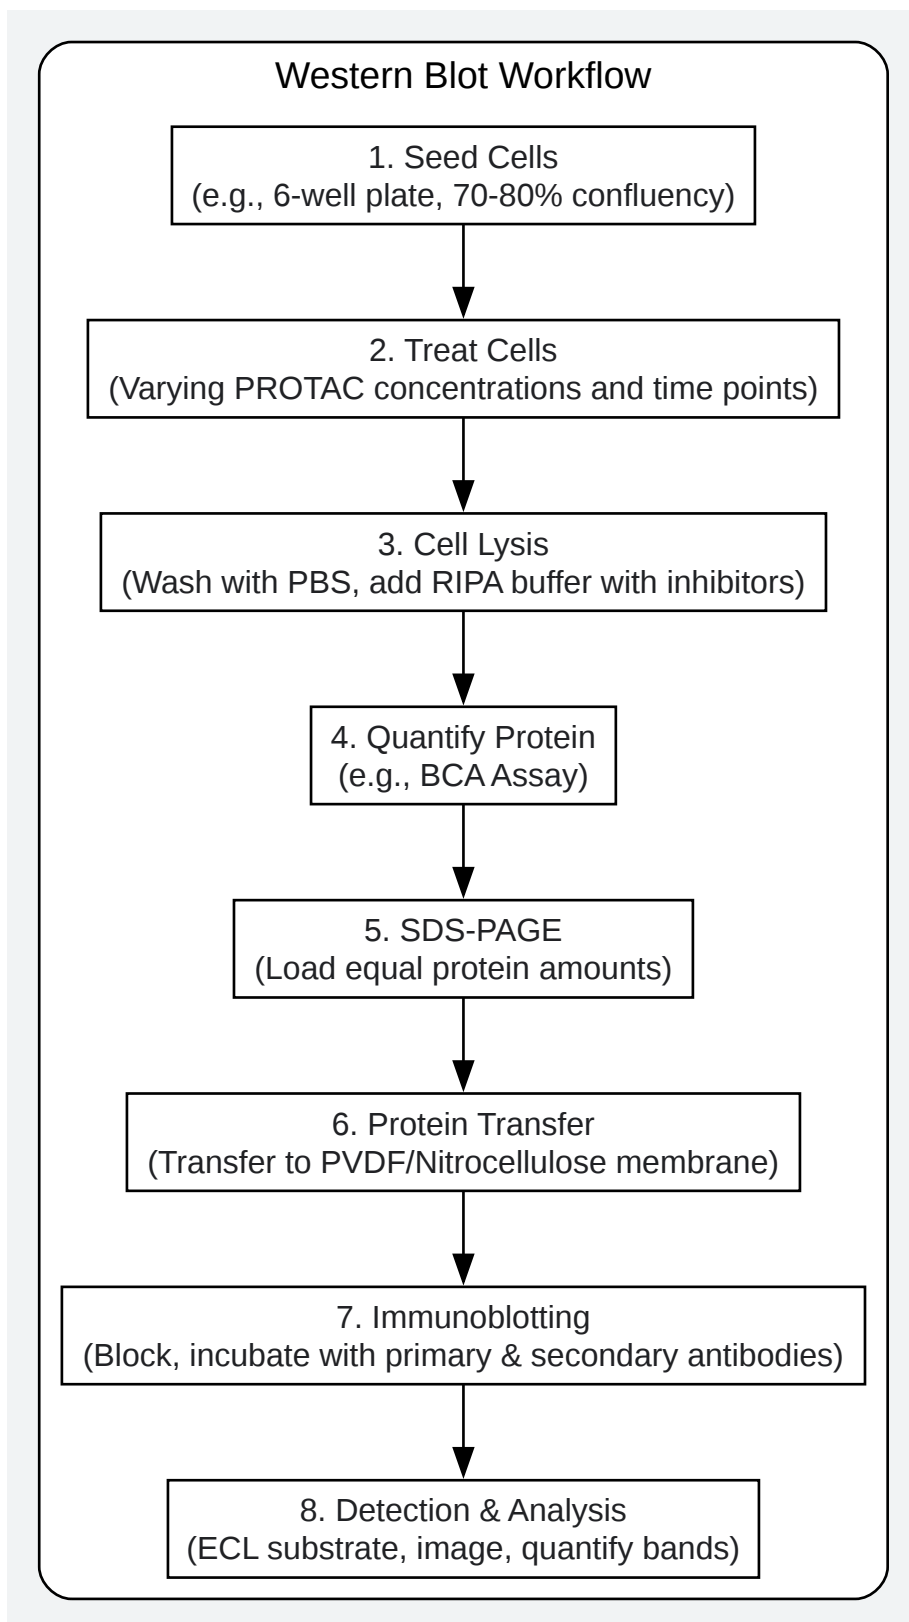 Western Blot Workflow
1. Seed Cells
(e.g., 6-well plate, 70-80% confluency)
2. Treat Cells
(Varying PROTAC concentrations and time points)
3. Cell Lysis
(Wash with PBS, add RIPA buffer with inhibitors)
4. Quantify Protein
(e.g., BCA Assay)
5. SDS-PAGE
(Load equal protein amounts)
6. Protein Transfer
(Transfer to PVDF/Nitrocellulose membrane)
7. Immunoblotting
(Block, incubate with primary & secondary antibodies)
8. Detection & Analysis
(ECL substrate, image, quantify bands)